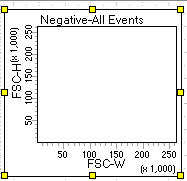 Negative-All Events
FSC-H
(x 1,000)
250
200
150
100
50
50 100 150 200 250
FSC-W
(x 1,000)